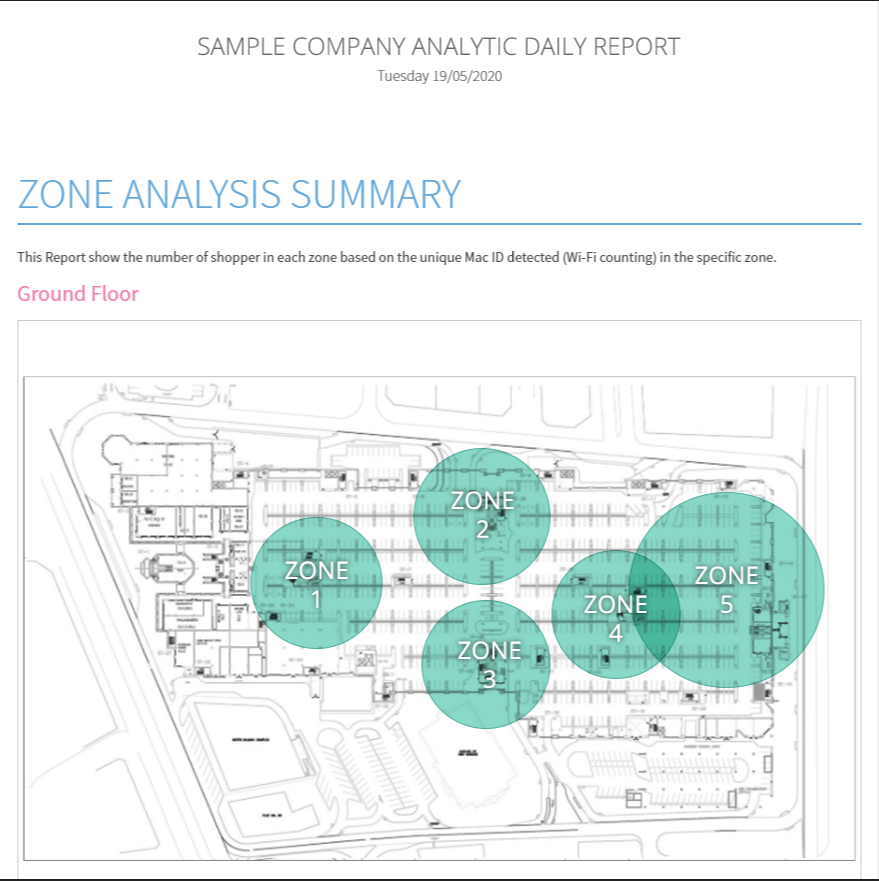 SAMPLE COMPANY ANALYTIC DAILY REPORT
Tuesday 19/05/2020
ZONE ANALYSIS SUMMARY
This Report show the number of shopper in each zone based on the unique Mac ID detected (Wi-Fi counting) in the specific zone.
Ground Floor
ZONE
2
ZONE
1
ZONE
5
ZONE
4
ZONE
3